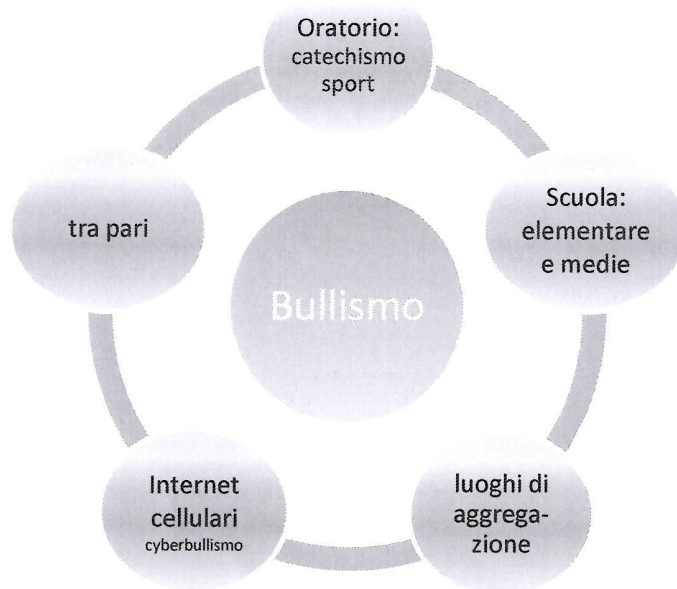 Oratorio:
catechismo
sport
Scuola:
elementare
e medie
luoghi di
aggrega-
zione
Internet
cellulari
cyberbullismo
tra pari
Bullismo